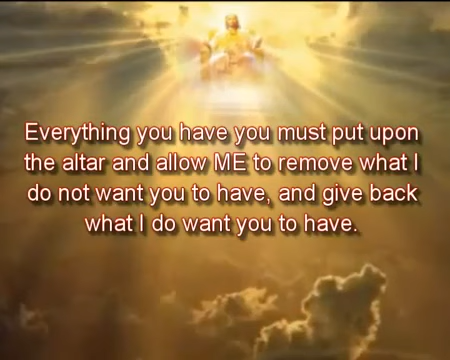 Everything you have you must put upon
the altar and allow ME to remove what I
do not want you to have, and give back
what I do want you to have.